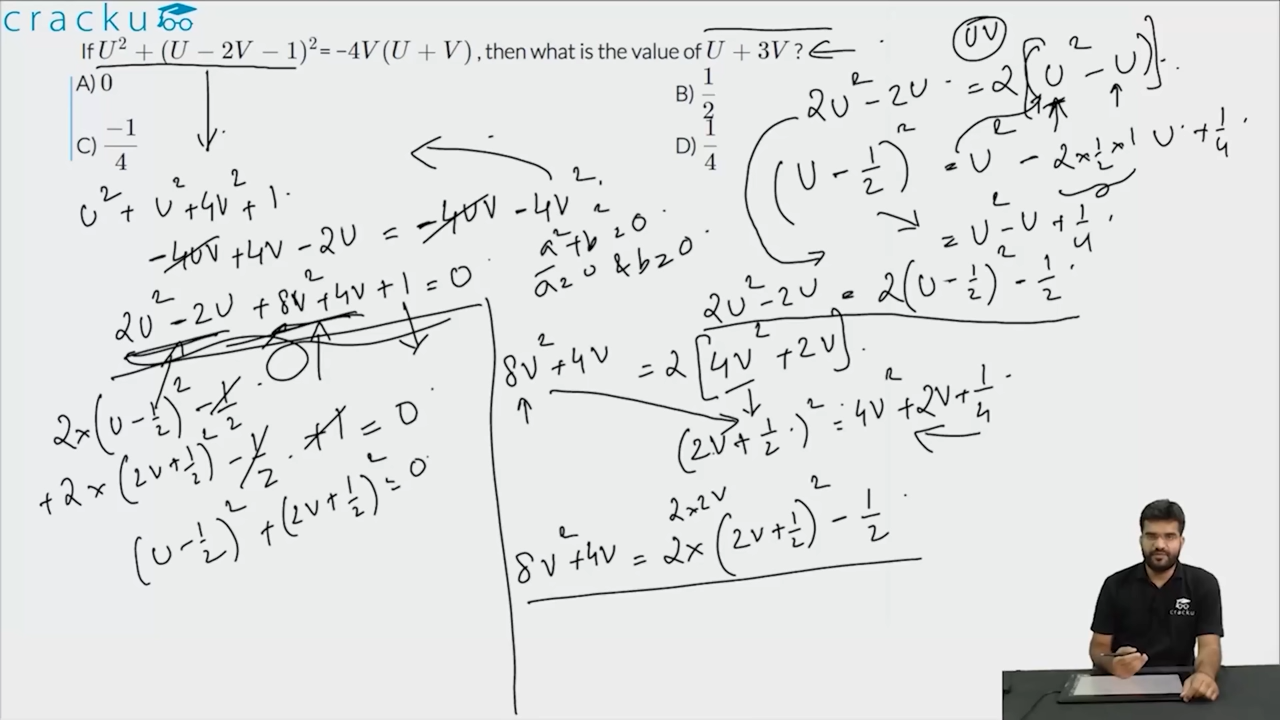 cracku
If U² + (U − 2V − 1)² = −4V(U + V), then what is the value of U + 3V ?
A) 0
B) 1/2
C) −1/4
D) 1/4
U² + U² + 4V² + 1
−4UV + 4V − 2U = −4UV − 4V²
2U² − 2U + 8V² + 4V + 1 = 0
2×(U − 1/2)² − 1/2
+ 2×(2V + 1/2)² − 1/2 + 1 = 0
(U − 1/2)² + (2V + 1/2)² = 0
a² + b² = 0
a = 0 & b = 0
UV
2U² − 2U = 2[U² − U]
(U − 1/2)² = U² − 2×1/2×1 U + 1/4
= U² − U + 1/4
2U² − 2U = 2(U − 1/2)² − 1/2
8V² + 4V = 2[4V² + 2V]
(2V + 1/2)² = 4V² + 2V + 1/4
2×2V
8V² + 4V = 2×(2V + 1/2)² − 1/2
cracku